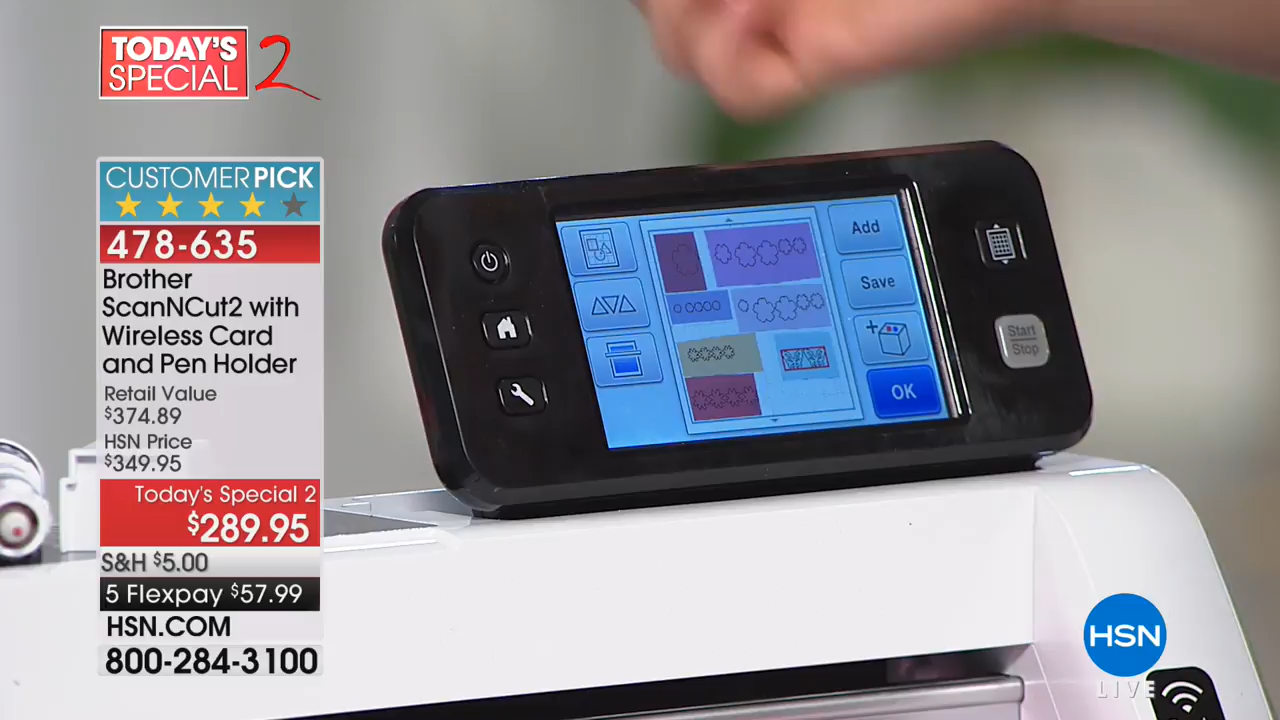 TODAY'S
SPECIAL 2
CUSTOMER PICK
478-635
Brother
ScanNCut2 with
Wireless Card
and Pen Holder
Retail Value
$374.89
HSN Price
$349.95
Today's Special 2
$289.95
S&H $5.00
5 Flexpay $57.99
HSN.COM
800-284-3100
Add
Save
OK
Start
Stop
HSN
LIVE